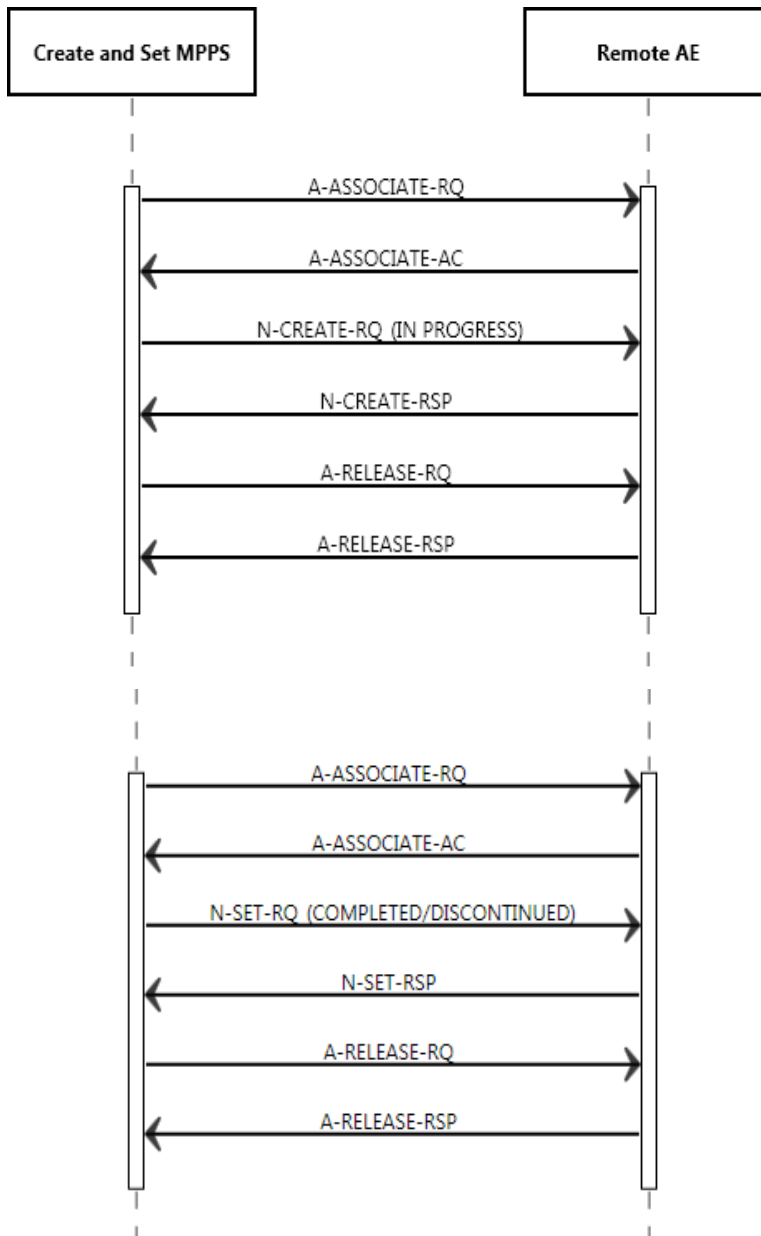 Create and Set MPPS
Remote AE
A-ASSOCIATE-RQ
A-ASSOCIATE-AC
N-CREATE-RQ (IN PROGRESS)
N-CREATE-RSP
A-RELEASE-RQ
A-RELEASE-RSP
A-ASSOCIATE-RQ
A-ASSOCIATE-AC
N-SET-RQ (COMPLETED/DISCONTINUED)
N-SET-RSP
A-RELEASE-RQ
A-RELEASE-RSP